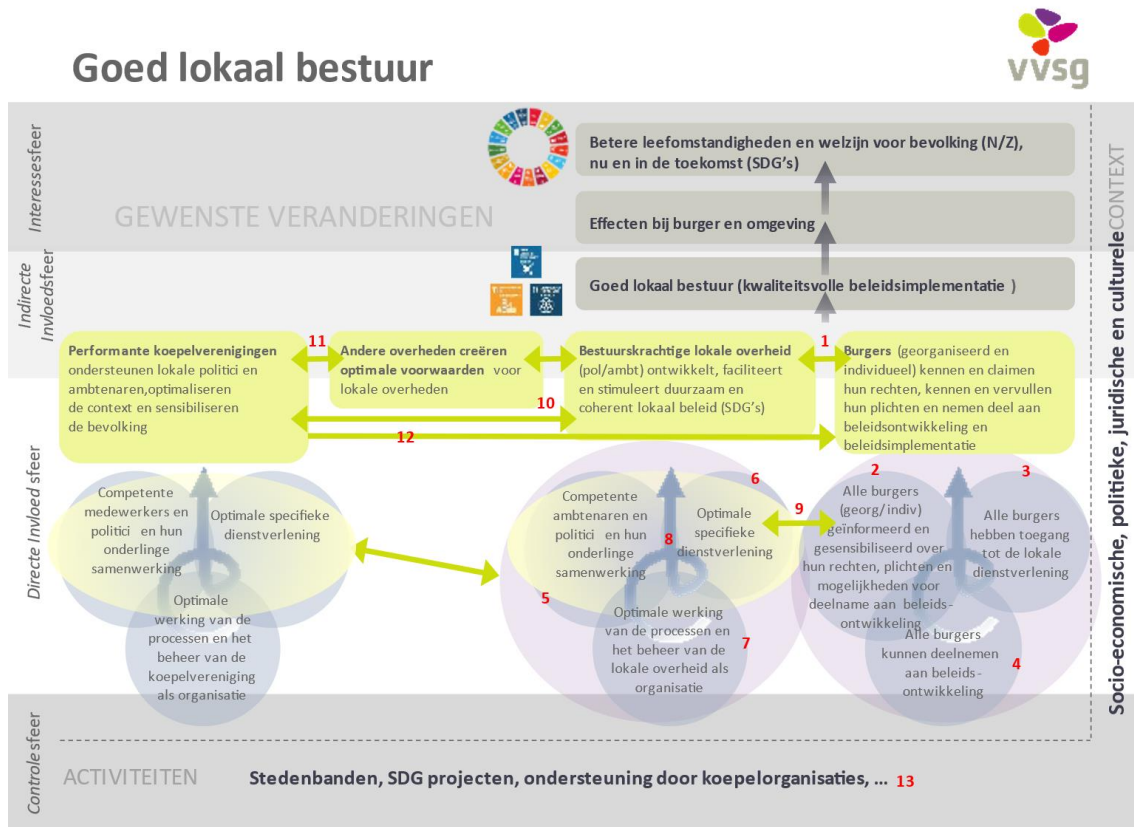 Goed lokaal bestuur
vvsg
Interessesfeer
GEWENSTE VERANDERINGEN
Betere leefomstandigheden en welzijn voor bevolking (N/Z),
nu en in de toekomst (SDG's)
Effecten bij burger en omgeving
Indirecte
Invloedsfeer
Goed lokaal bestuur (kwaliteitsvolle beleidsimplementatie )
Socio-economische, politieke, juridische en culturele CONTEXT
Performante koepelverenigingen
ondersteunen lokale politici en
ambtenaren,optimaliseren
de context en sensibiliseren
de bevolking
11
Andere overheden creëren
optimale voorwaarden voor
lokale overheden
10
12
Bestuurskrachtige lokale overheid
(pol/ambt) ontwikkelt, faciliteert
en stimuleert duurzaam en
coherent lokaal beleid (SDG's)
1
Burgers (georganiseerd en
individueel) kennen en claimen
hun rechten, kennen en vervullen
hun plichten en nemen deel aan
beleidsontwikkeling en
beleidsimplementatie
Directe Invloed sfeer
Competente
medewerkers en
politici en hun
onderlinge
samenwerking
Optimale specifieke
dienstverlening
Optimale
werking van de
processen en het
beheer van de
koepelvereniging
als organisatie
Competente
ambtenaren en
politici en hun
onderlinge
samenwerking
5
8
6
Optimale
specifieke
dienstverlening
9
Optimale werking
van de processen en
het beheer van de
lokale overheid als
organisatie
7
2
Alle burgers
(georg/indiv)
geïnformeerd en
gesensibiliseerd over
hun rechten, plichten en
mogelijkheden voor
deelname aan beleids-
ontwikkeling
3
Alle burgers
hebben toegang
tot de lokale
dienstverlening
Alle burgers
kunnen deelnemen
aan beleids-
ontwikkeling
4
Controlesfeer
ACTIVITEITEN
Stedenbanden, SDG projecten, ondersteuning door koepelorganisaties, ... 13